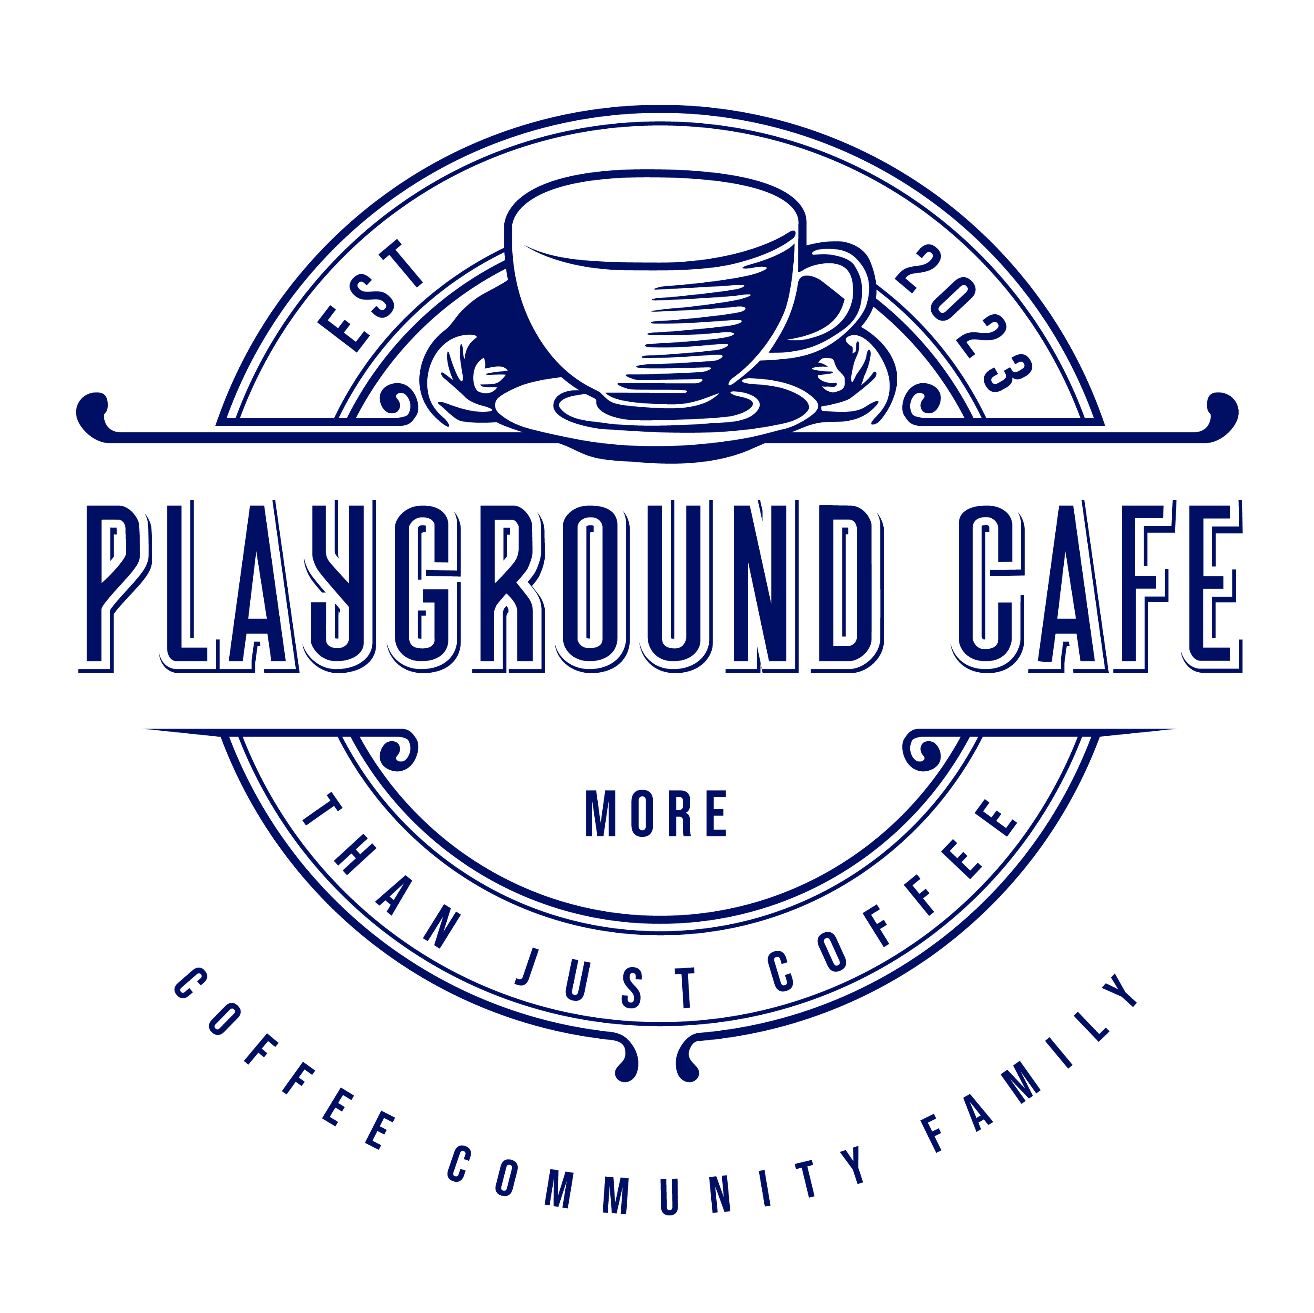 EST 2023
PLAYGROUND CAFE
MORE
THAN JUST COFFEE
COFFEE COMMUNITY FAMILY